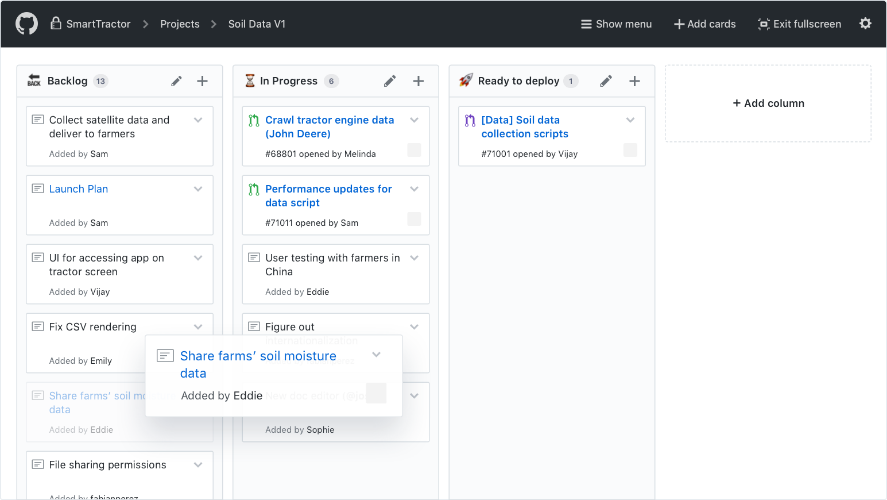 SmartTractor
Projects
Soil Data V1
Show menu
Add cards
Exit fullscreen
BACK
Backlog 13
Collect satellite data and
deliver to farmers
Added by Sam
Launch Plan
Added by Sam
UI for accessing app on
tractor screen
Added by Vijay
Fix CSV rendering
Added by Emily
Share farms’ soil mo
data
Added by Eddie
File sharing permissions
Added by fabianperez
In Progress 6
Crawl tractor engine data
(John Deere)
#68801 opened by Melinda
Performance updates for
data script
#71011 opened by Sam
User testing with farmers in
China
Added by Eddie
Figure out
internationalization
Share farms’ soil moisture
data
Added by Eddie
Added by Sophie
Ready to deploy 1
[Data] Soil data
collection scripts
#71001 opened by Vijay
+ Add column